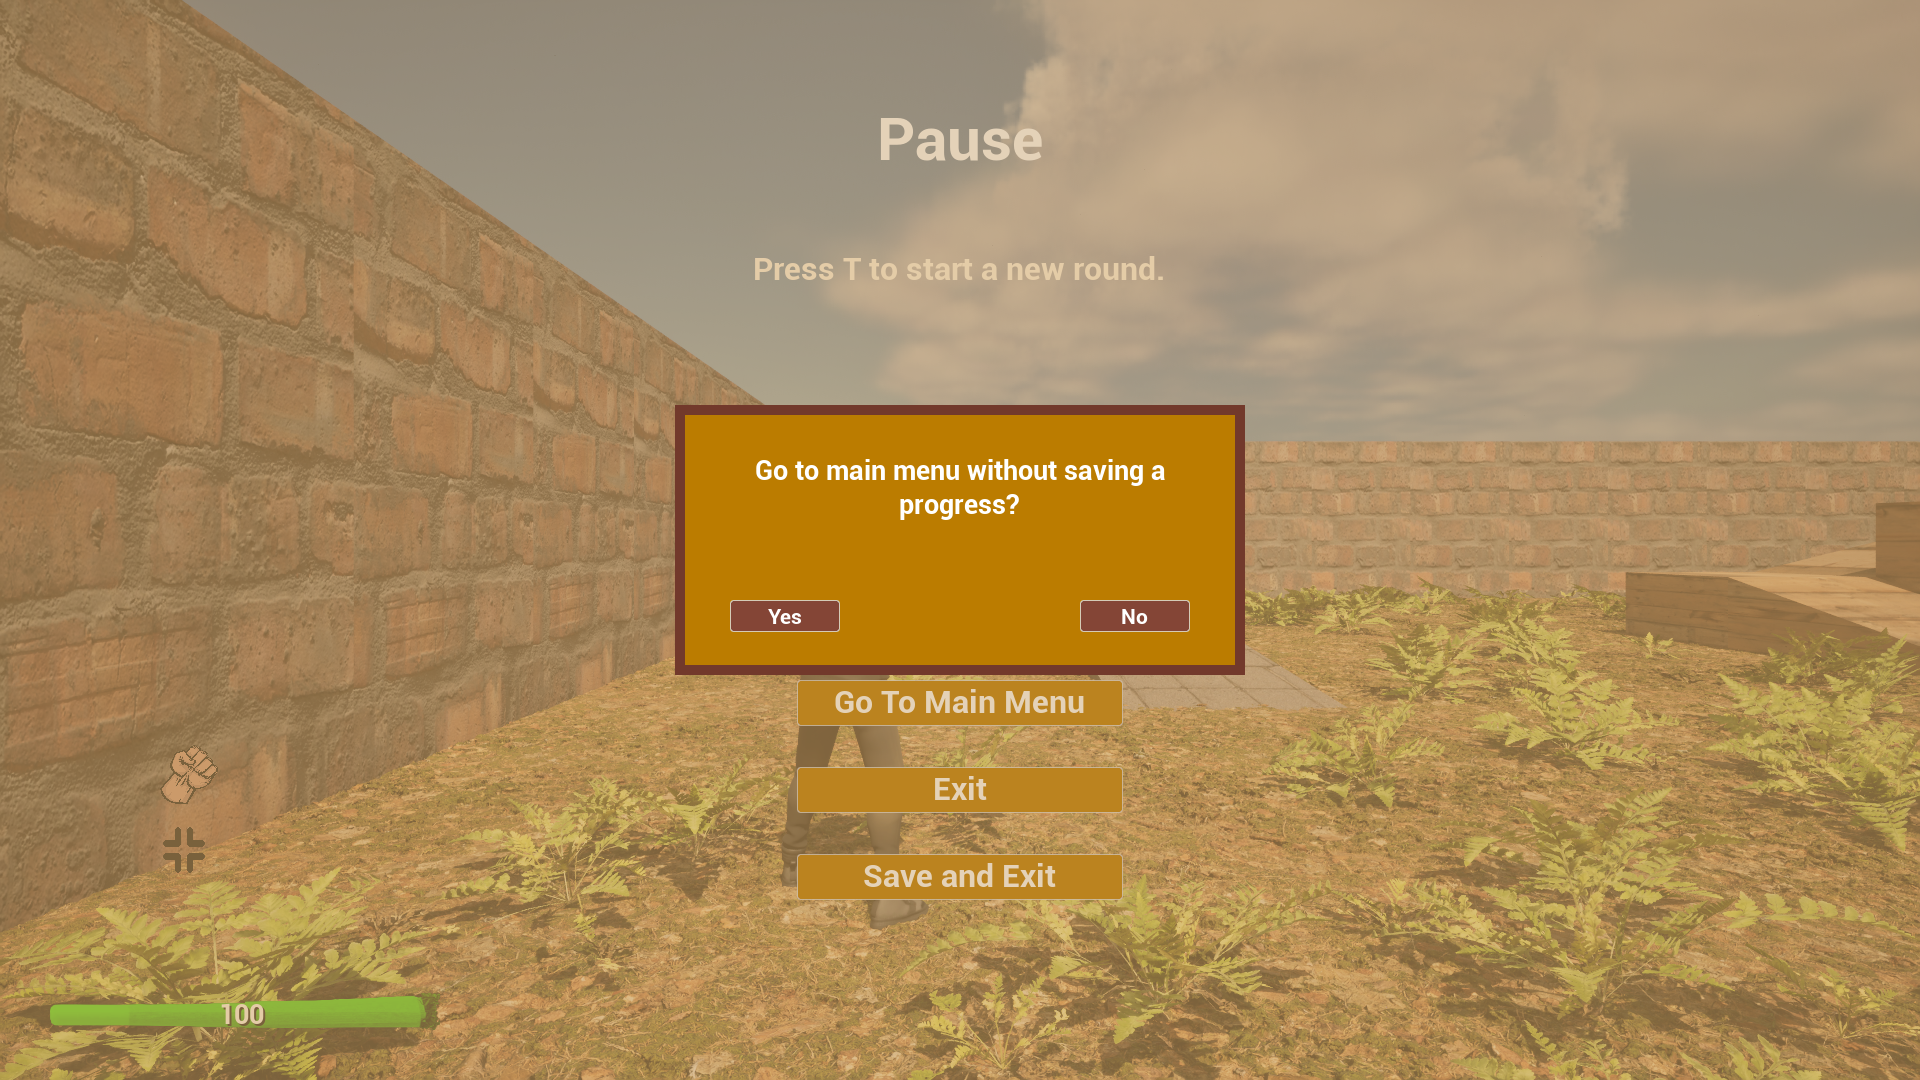 Pause
Press T to start a new round.
Go to main menu without saving a
progress?
Yes
No
Go To Main Menu
Exit
Save and Exit
100